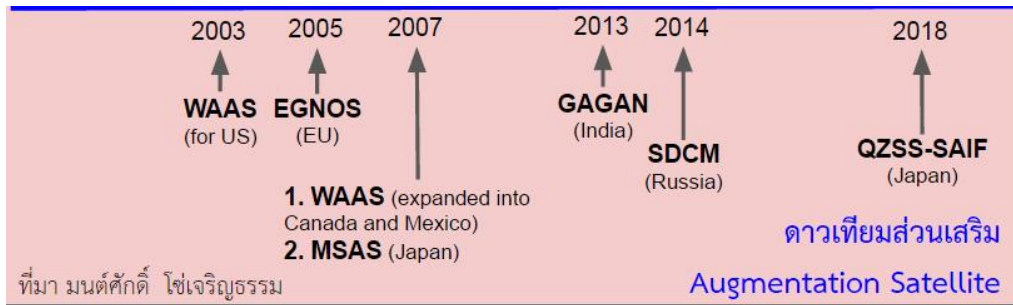 2003 2005 2007 2013 2014 2018
WAAS EGNOS GAGAN
(for US) (EU) (India)
SDCM QZSS-SAIF
(Russia) (Japan)
1. WAAS (expanded into
Canada and Mexico)
2. MSAS (Japan)
ดาวเทียมส่วนเสริม
ที่มา มนต์ศักดิ์ โซ่เจริญธรรม
Augmentation Satellite